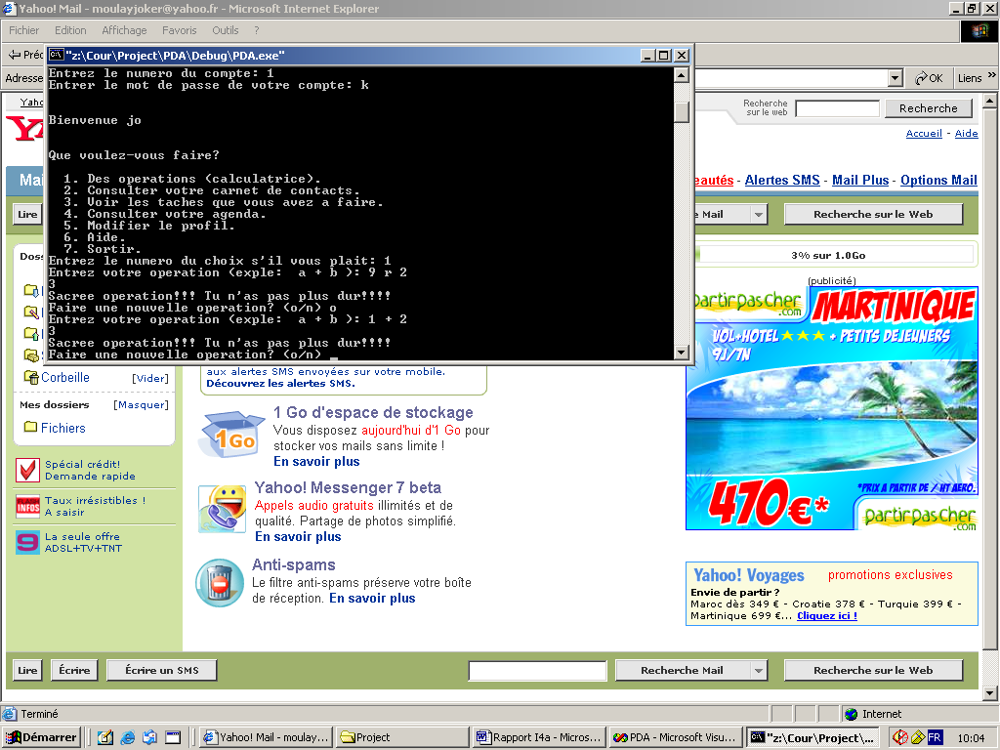 Yahoo! Mail - moulayjoker@yahoo.fr - Microsoft Internet Explorer
Fichier Edition Affichage Favoris Outils ?
Préc
Adresse
OK Liens »
"z:\Cour\Project\PDA\Debug\PDA.exe"
Entrez le numero du compte: 1
Entrer le mot de passe de votre compte: k
Bienvenue jo
Que voulez-vous faire?
1. Des operations (calculatrice).
2. Consulter votre carnet de contacts.
3. Voir les taches que vous avez a faire.
4. Consulter votre agenda.
5. Modifier le profil.
6. Aide.
7. Sortir.
Entrez le numero du choix s'il vous plait: 1
Entrez votre operation (exple:  a + b ): 9 r 2
3
Sacree operation!!! Tu n'as pas plus dur!!!!
Faire une nouvelle operation? (o/n) o
Entrez votre operation (exple:  a + b ): 1 + 2
3
Sacree operation!!! Tu n'as pas plus dur!!!!
Faire une nouvelle operation? (o/n) _
Yaho
Y
Recherche
sur le web
Recherche
Accueil - Aide
Mai
eautés - Alertes SMS - Mail Plus - Options Mail
Lire
e Mail
Recherche sur le Web
Doss
3% sur 1.0Go
Corbeille [Vider]
Mes dossiers [Masquer]
Fichiers
Spécial crédit!
Demande rapide
INFOS
Taux irrésistibles !
A saisir
9
La seule offre
ADSL+TV+TNT
aux alertes SMS envoyées sur votre mobile.
Découvrez les alertes SMS.
1Go
1 Go d'espace de stockage
Vous disposez aujourd'hui d'1 Go pour
stocker vos mails sans limite !
En savoir plus
Yahoo! Messenger 7 beta
Appels audio gratuits illimités et de
qualité. Partage de photos simplifié.
En savoir plus
Anti-spams
Le filtre anti-spams préserve votre boîte
de réception. En savoir plus
(publicité)
partirpascher.com
MARTINIQUE
VOL+HOTEL ★★★ + PETITS DEJEUNERS
9J/7N
470€*
*PRIX A PARTIR DE / HT AERO.
partirpascher.com
Yahoo! Voyages promotions exclusives
Envie de partir ?
Maroc dès 349 € - Croatie 378 € - Turquie 399 € -
Martinique 699 €... Cliquez ici !
Lire Écrire Écrire un SMS
Recherche Mail
Recherche sur le Web
Terminé
Internet
Démarrer
Yahoo! Mail - moulay...
Project
Rapport I4a - Micros...
PDA - Microsoft Visu...
"z:\Cour\Project\...
FR
10:04